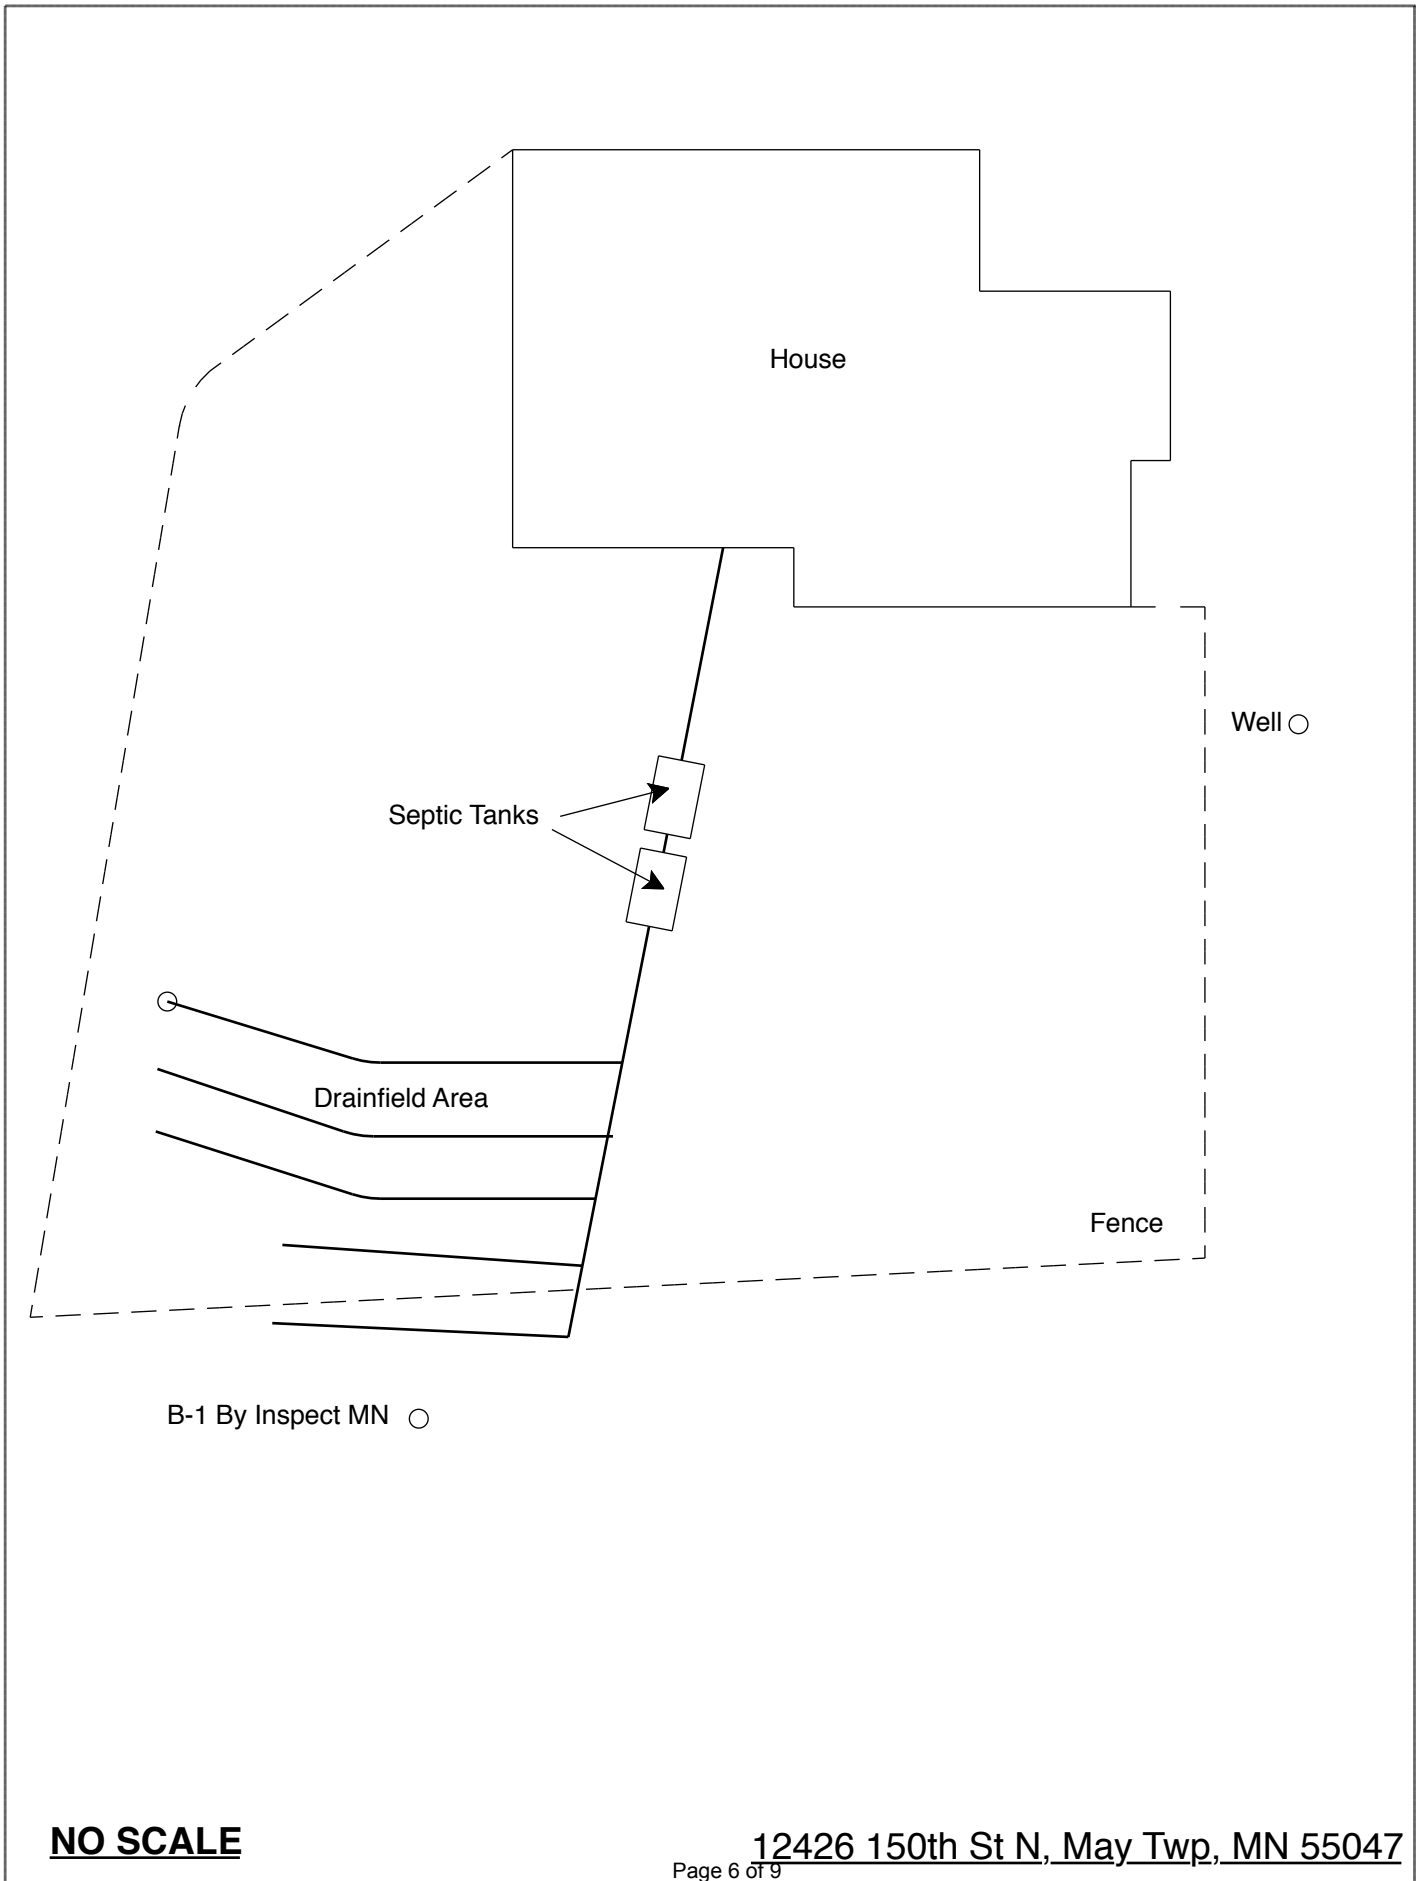 House
Well
Septic Tanks
Drainfield Area
Fence
B-1 By Inspect MN
NO SCALE
12426 150th St N, May Twp, MN 55047
Page 6 of 9